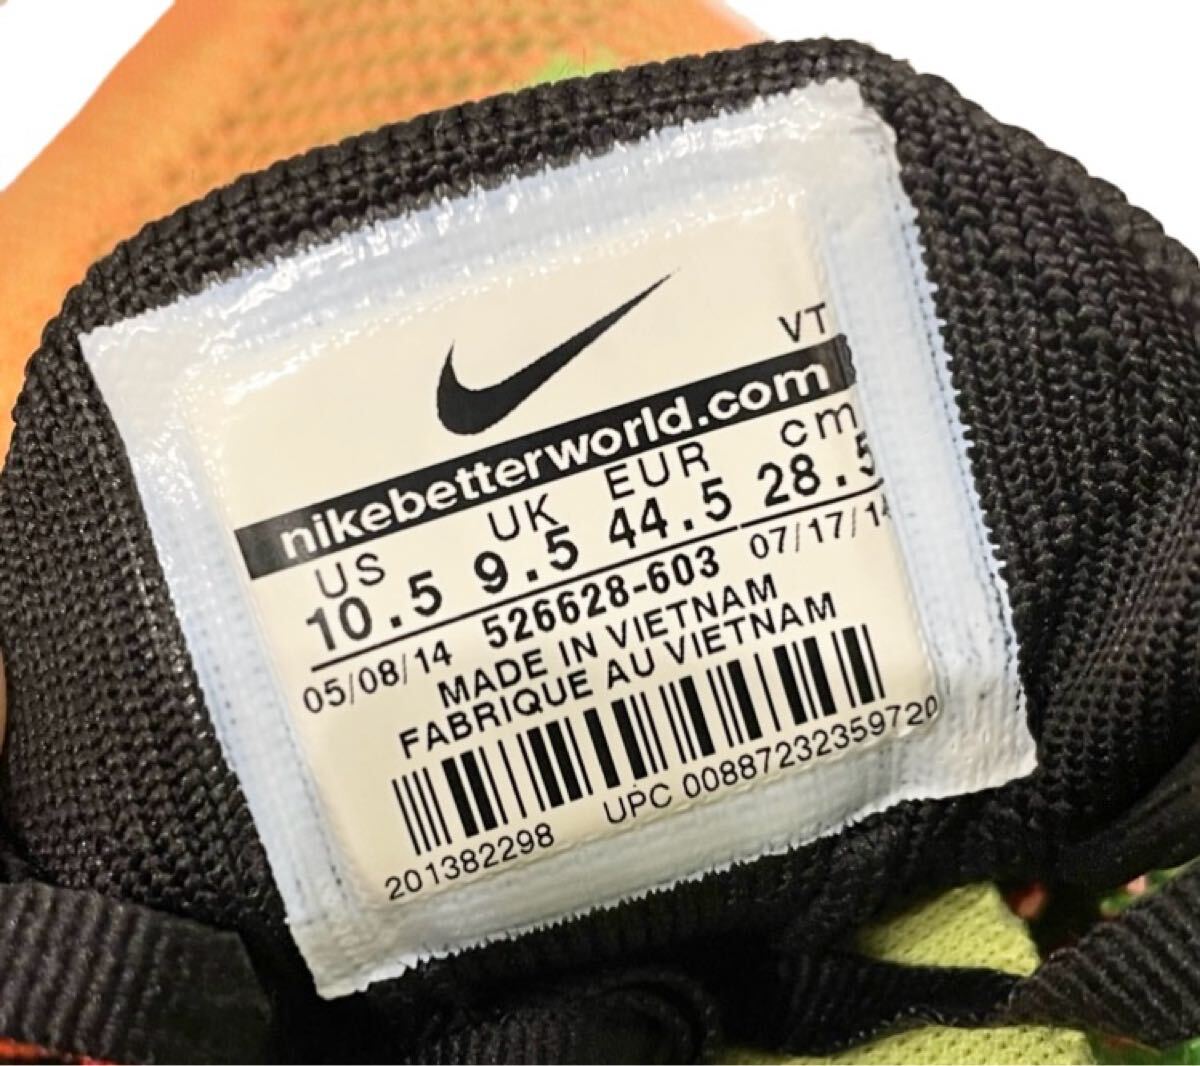 VT
nikebetterworld.com
US UK EUR cm
10.5 9.5 44.5 28.5
05/08/14 526628-603 07/17/14
MADE IN VIETNAM
FABRIQUE AU VIETNAM
201382298 UPC 00887232359720